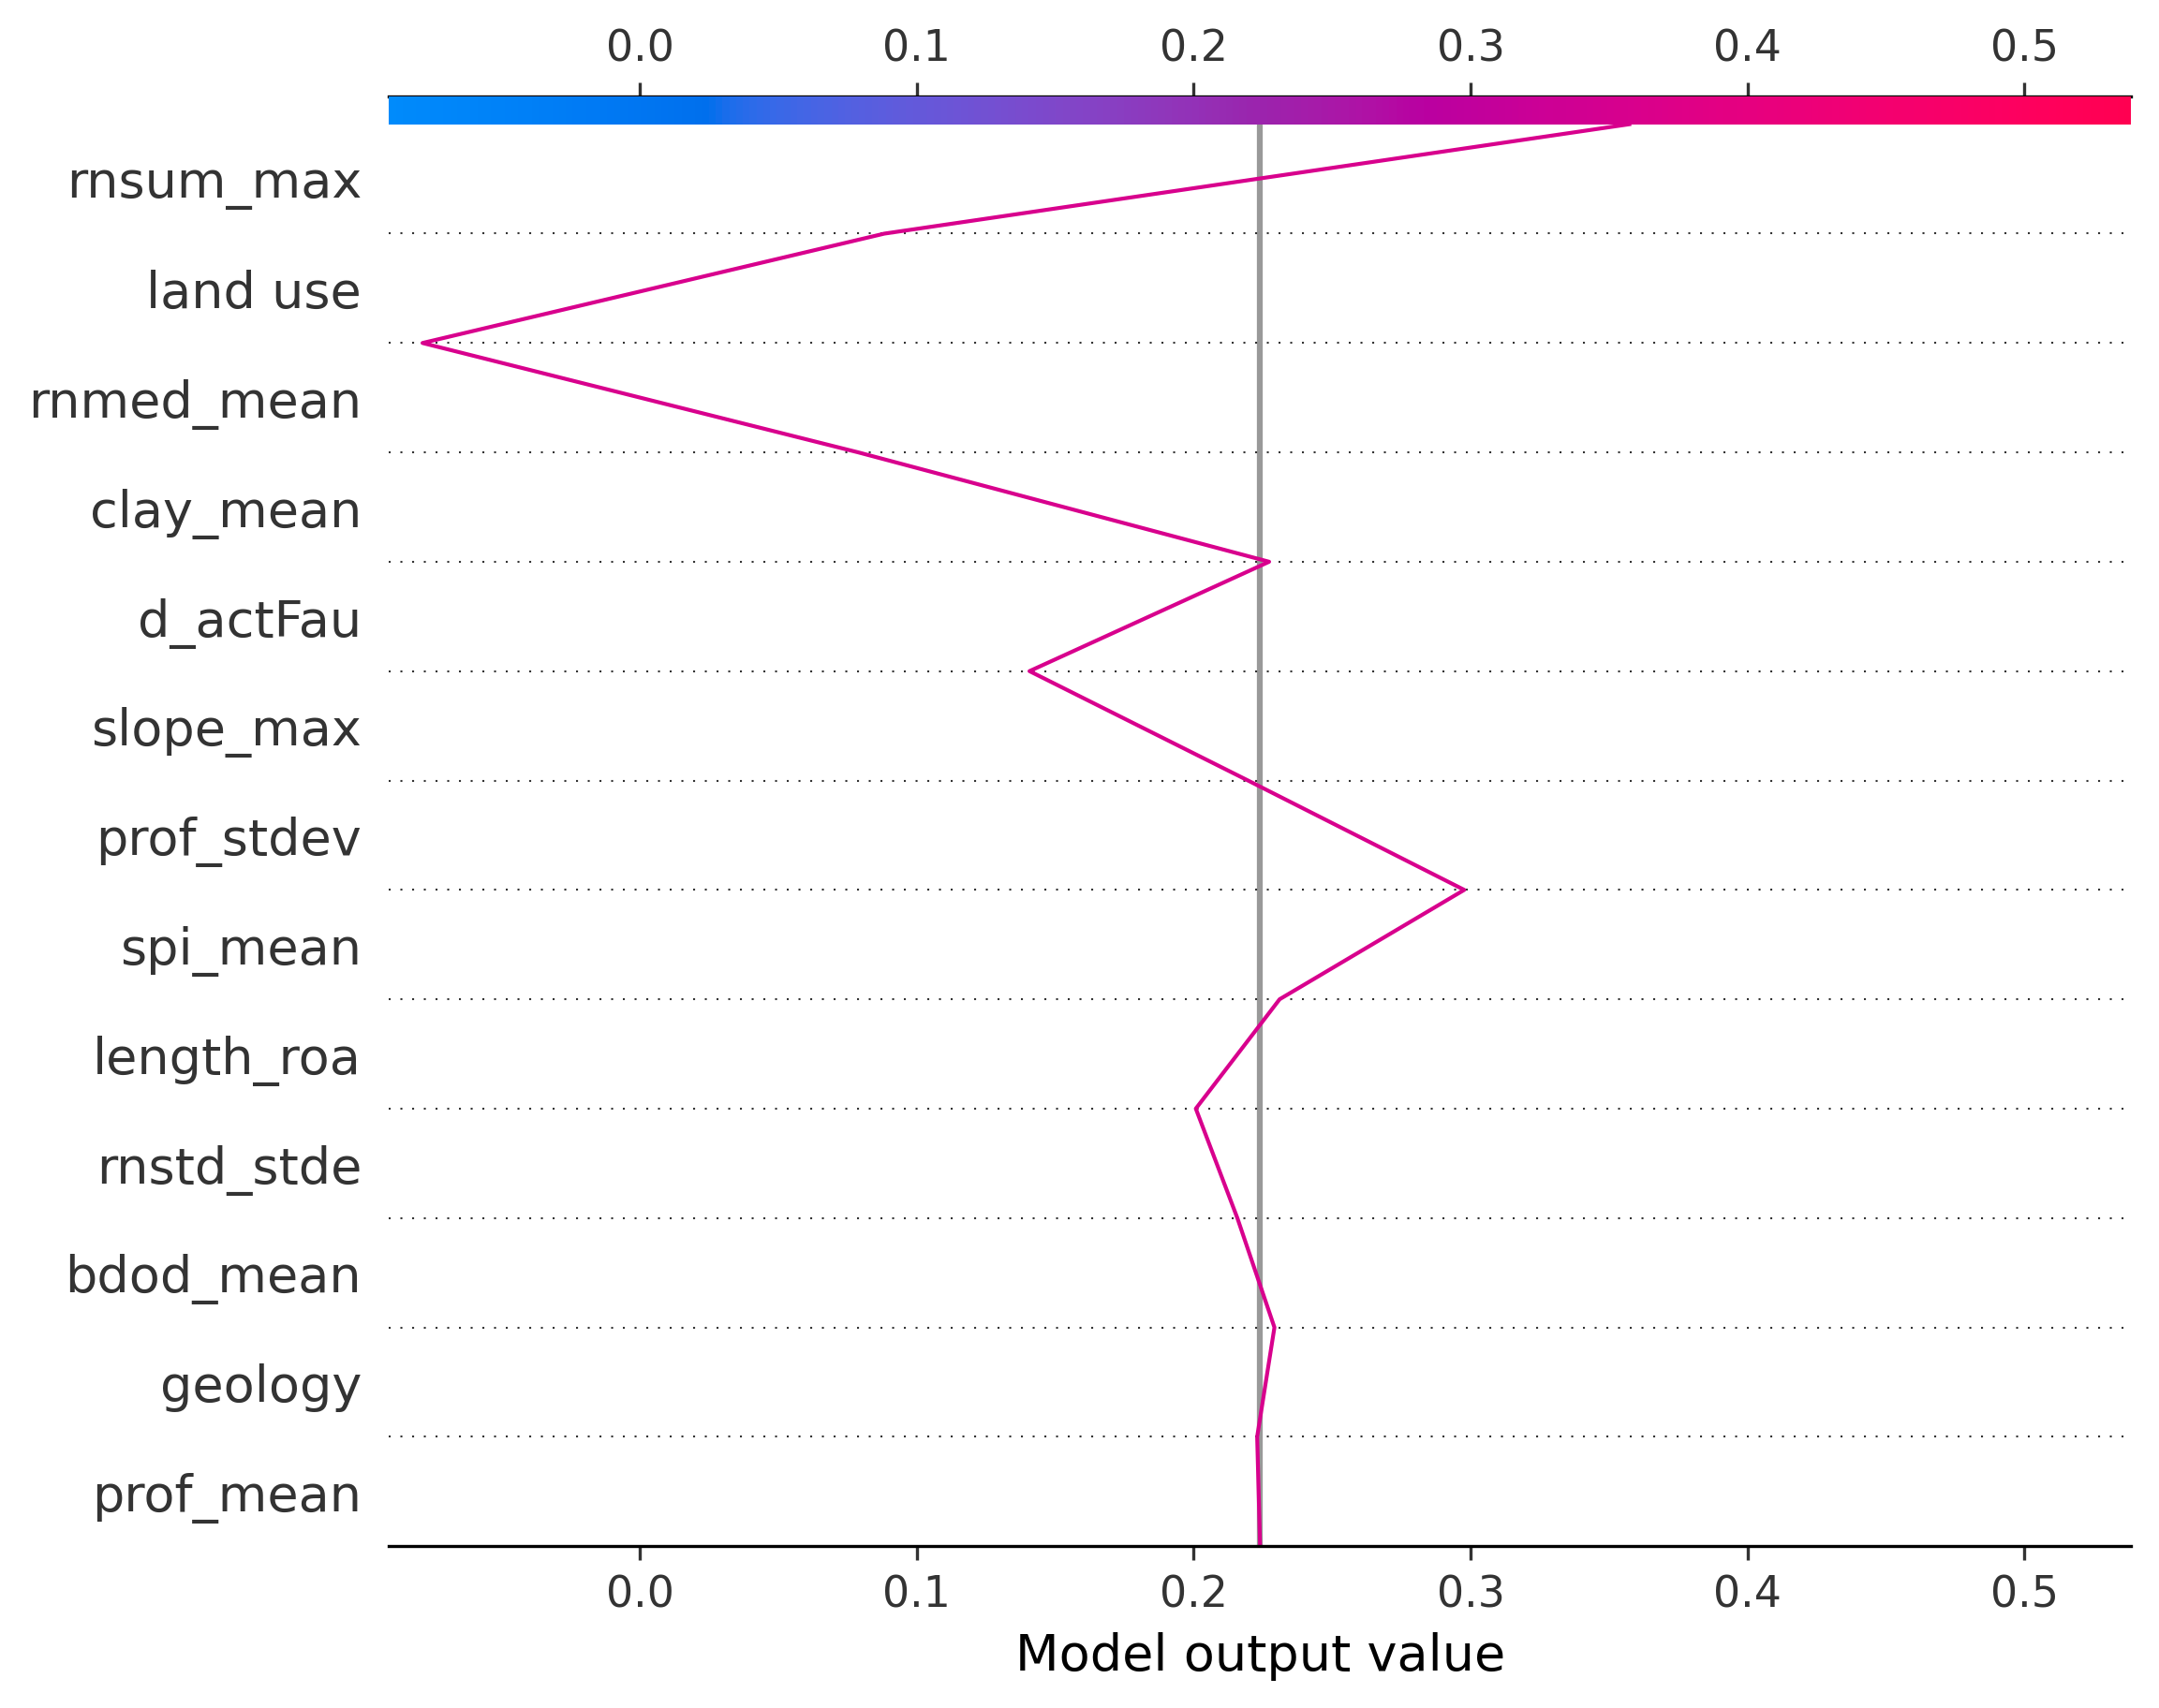 0.0 0.1 0.2 0.3 0.4 0.5
rnsum_max
land use
rnmed_mean
clay_mean
d_actFau
slope_max
prof_stdev
spi_mean
length_roa
rnstd_stde
bdod_mean
geology
prof_mean
0.0 0.1 0.2 0.3 0.4 0.5
Model output value